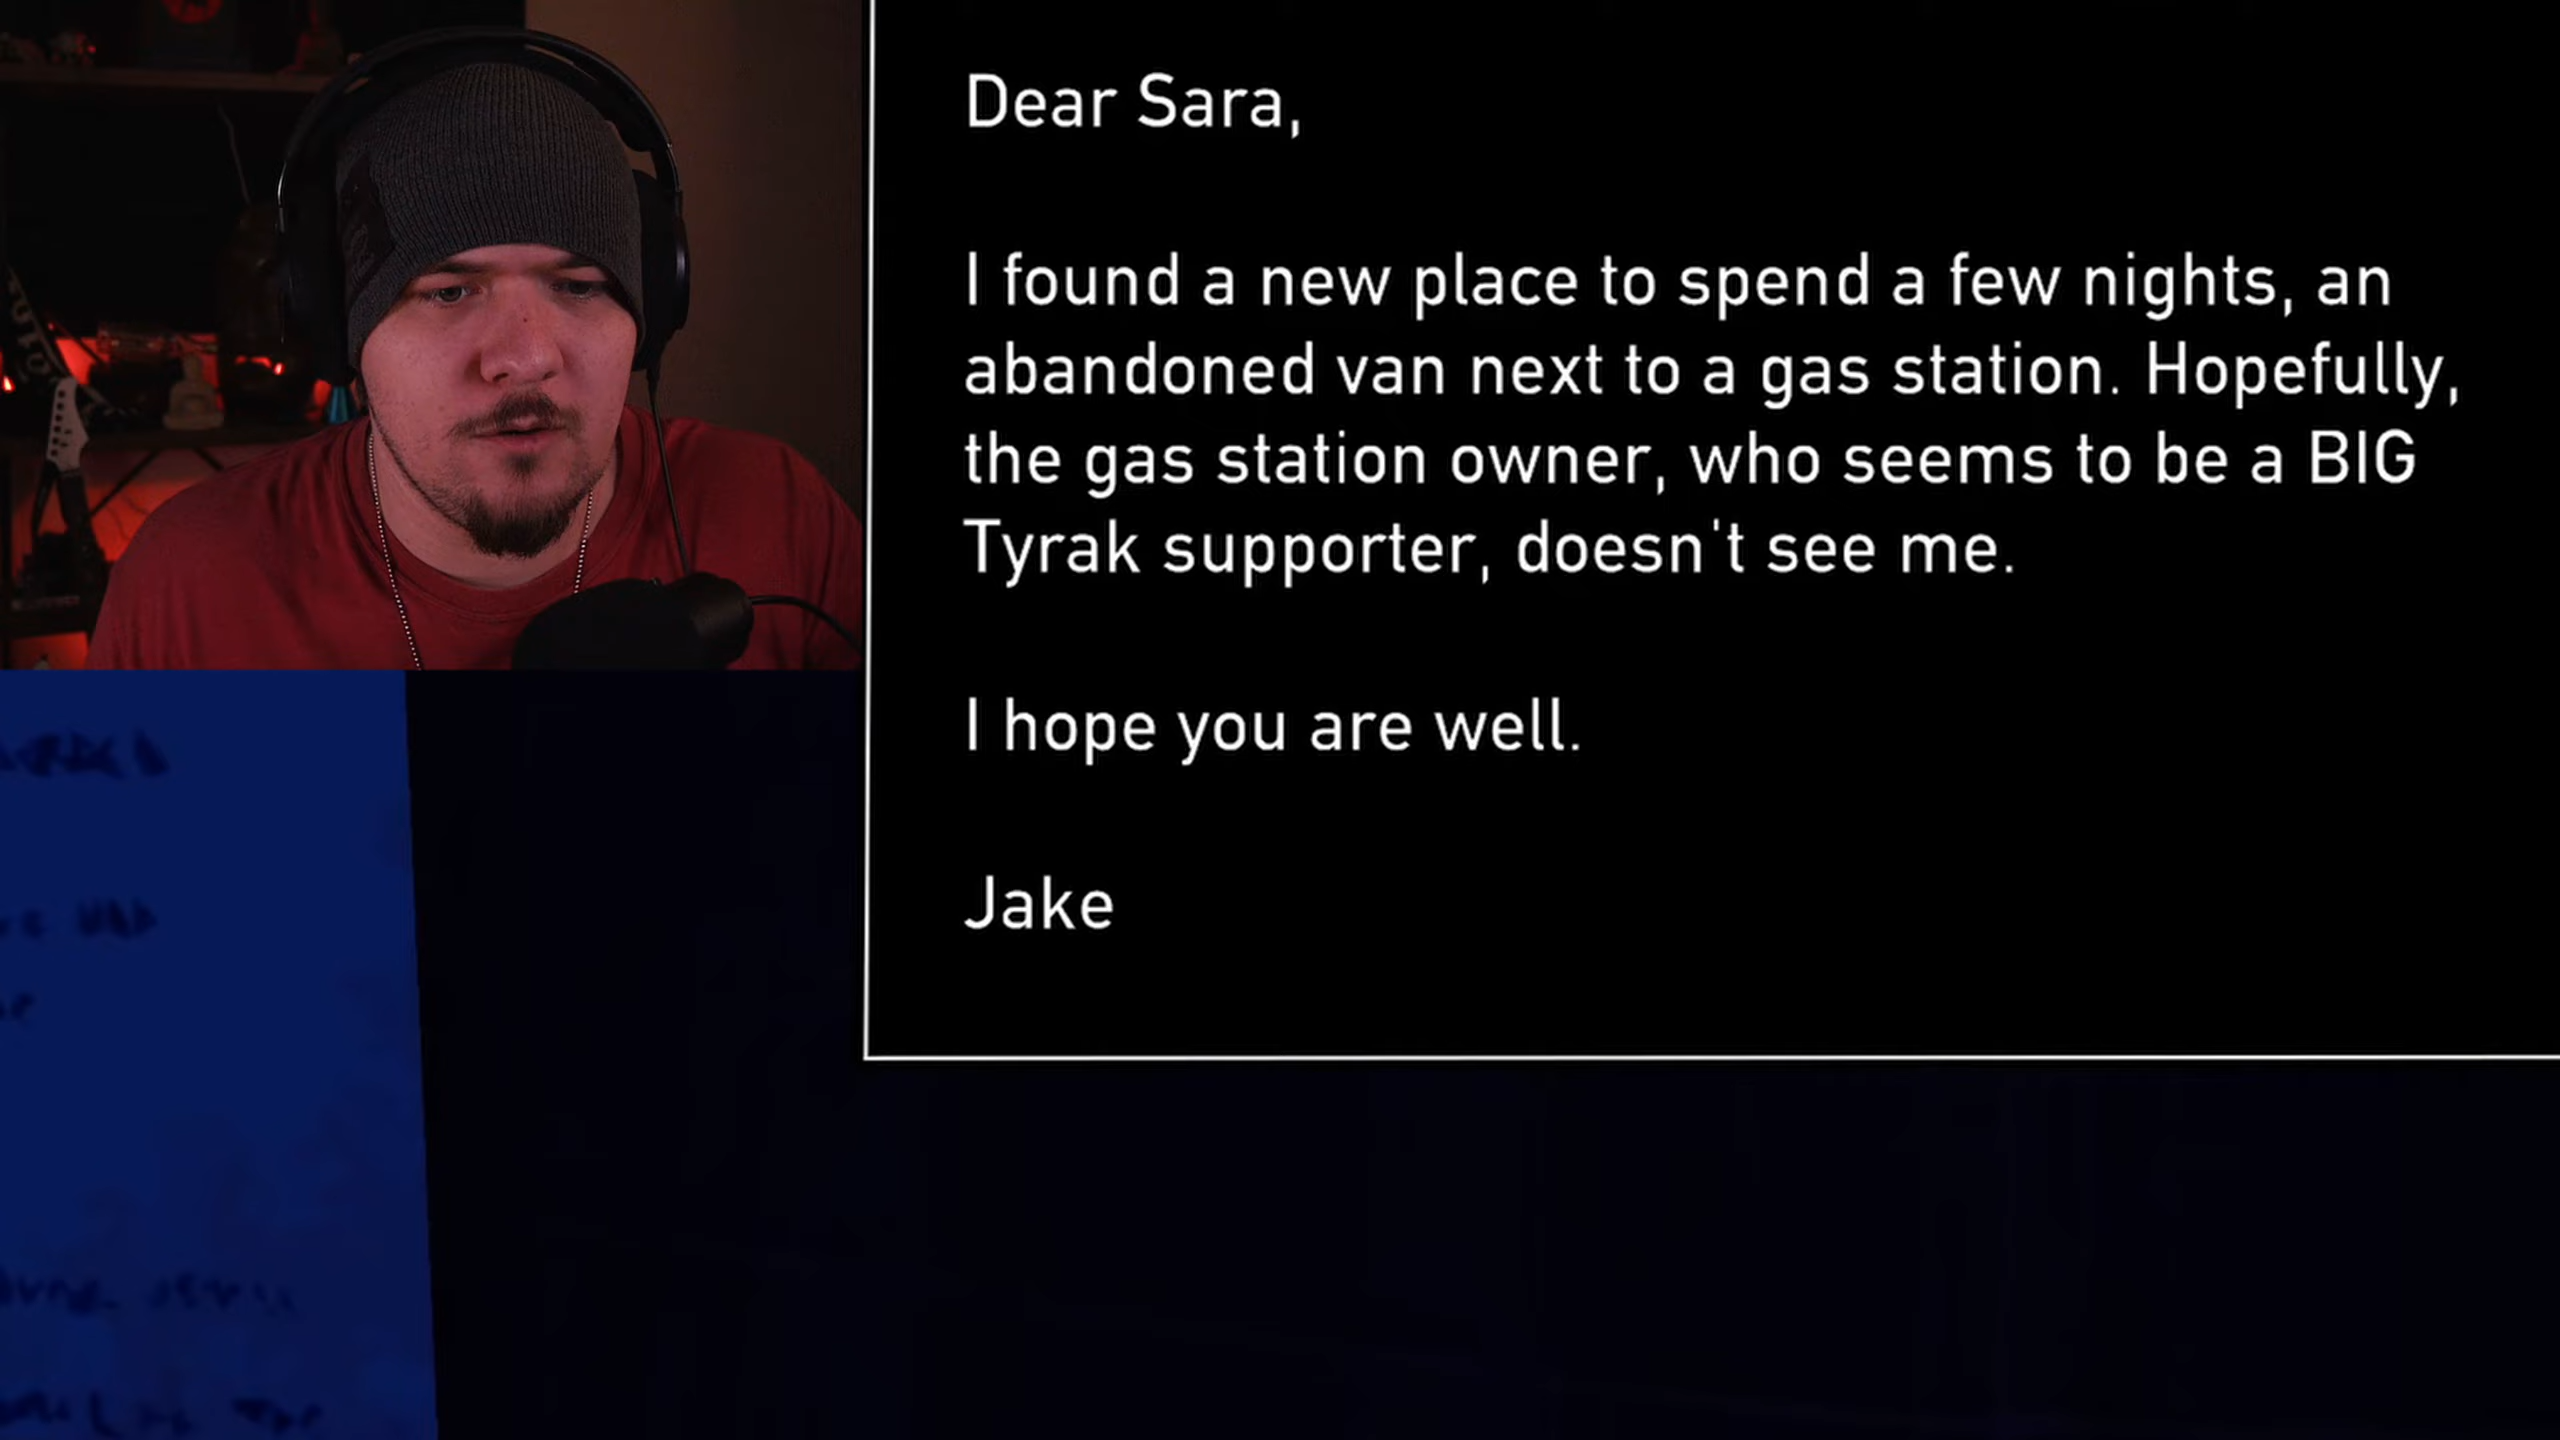 Dear Sara,
I found a new place to spend a few nights, an
abandoned van next to a gas station. Hopefully,
the gas station owner, who seems to be a BIG
Tyrak supporter, doesn't see me.
I hope you are well.
Jake